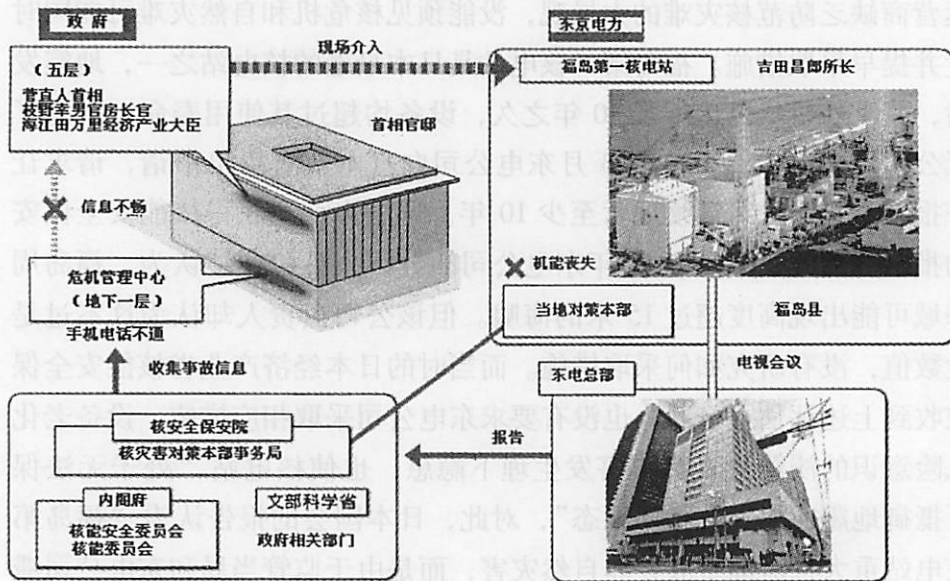 政府
现场介入
东京电力
（五层）
菅直人首相
枝野幸男官房长官
海江田万里经济产业大臣
福岛第一核电站
吉田昌郎所长
首相官邸
信息不畅
危机管理中心
（地下一层）
手机电话不通
机能丧失
当地对策本部
福岛县
收集事故信息
东电总部
电视会议
核安全保安院
核灾害对策本部事务局
报告
内阁府
核能安全委员会
核能委员会
文部科学省
政府相关部门